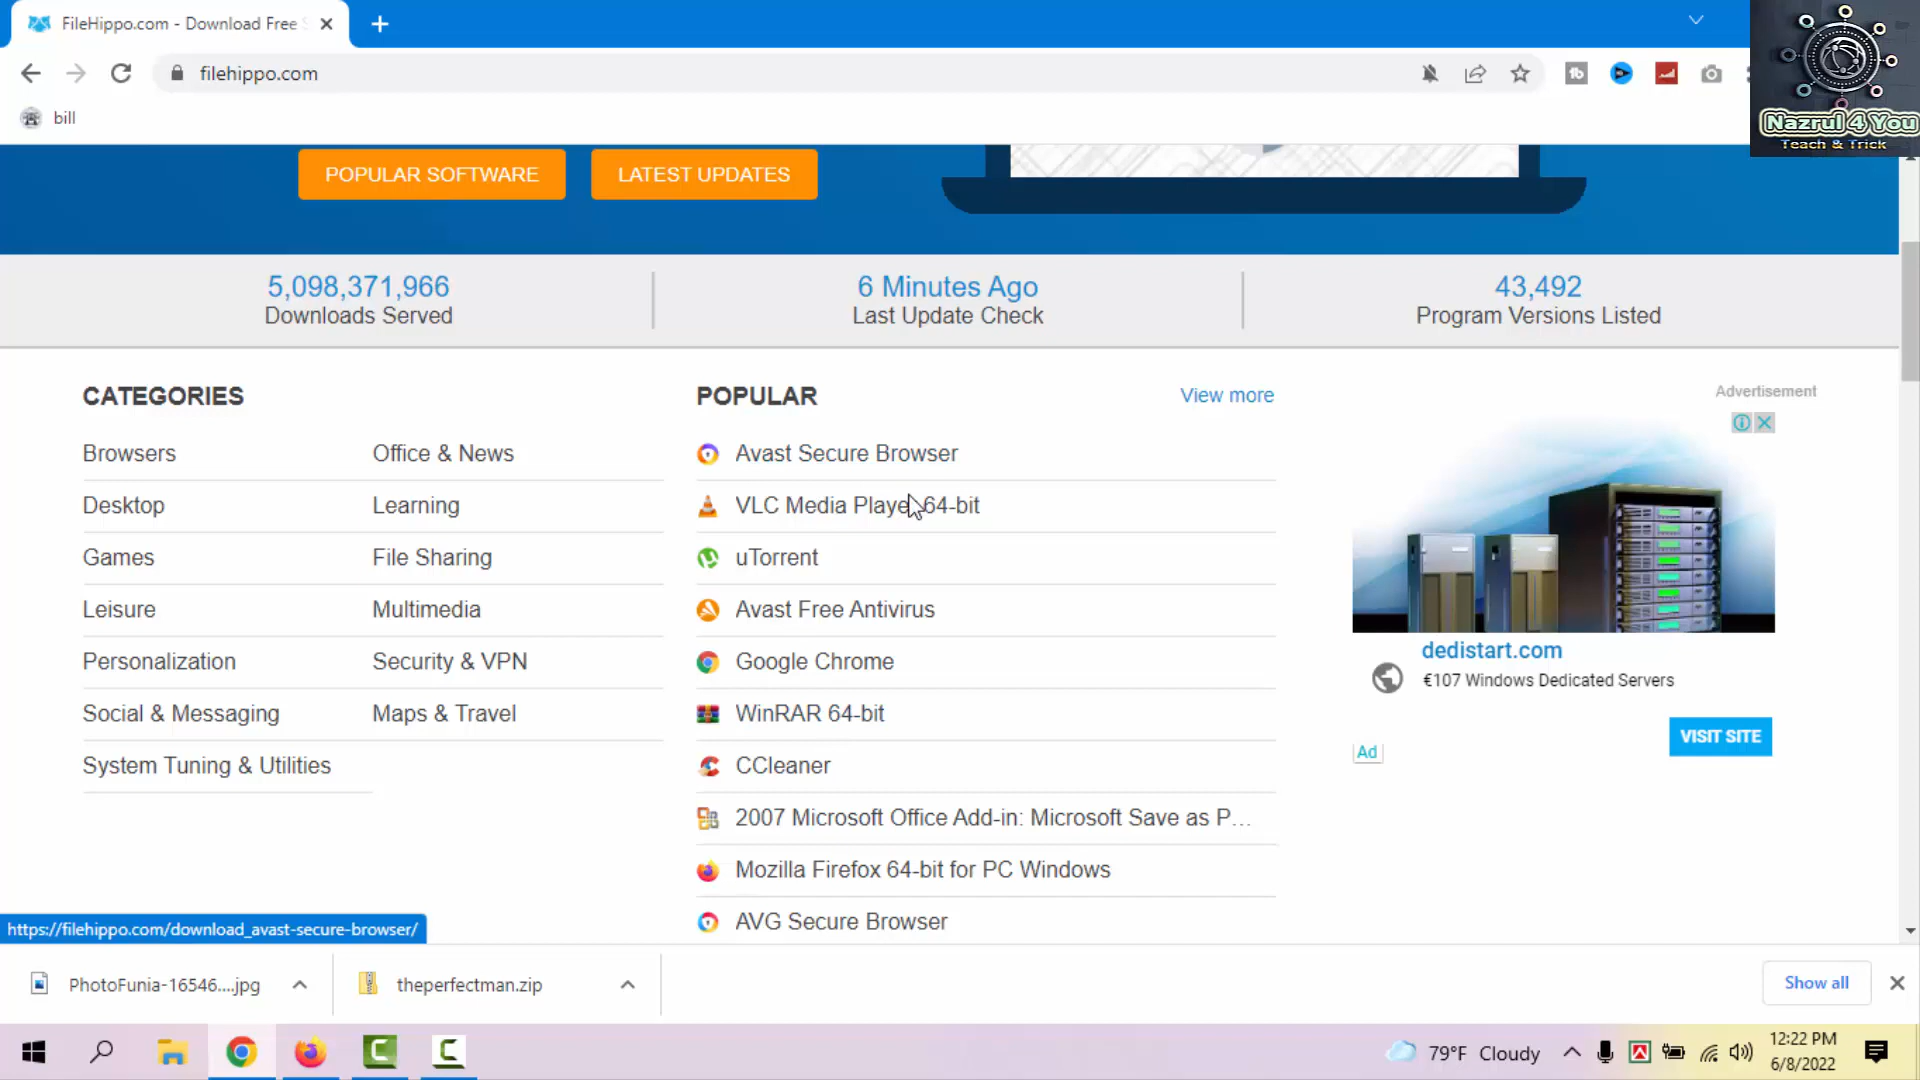 FileHippo.com - Download Free
filehippo.com
bill
Nazrul 4 You
Teach & Trick
POPULAR SOFTWARE
LATEST UPDATES
5,098,371,966
Downloads Served
6 Minutes Ago
Last Update Check
43,492
Program Versions Listed
CATEGORIES
Browsers
Office & News
Desktop
Learning
Games
File Sharing
Leisure
Multimedia
Personalization
Security & VPN
Social & Messaging
Maps & Travel
System Tuning & Utilities
POPULAR
View more
Avast Secure Browser
VLC Media Player 64-bit
uTorrent
Avast Free Antivirus
Google Chrome
WinRAR 64-bit
CCleaner
2007 Microsoft Office Add-in: Microsoft Save as P...
Mozilla Firefox 64-bit for PC Windows
AVG Secure Browser
Advertisement
dedistart.com
€107 Windows Dedicated Servers
VISIT SITE
Ad
https://filehippo.com/download_avast-secure-browser/
PhotoFunia-16546....jpg
theperfectman.zip
Show all
79°F Cloudy
12:22 PM
6/8/2022